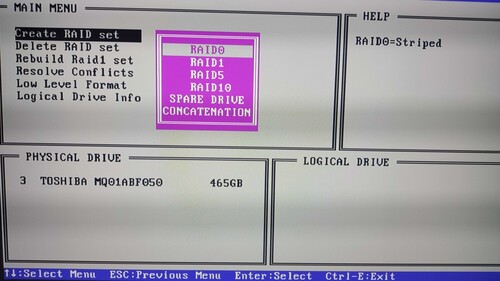 MAIN MENU
Create RAID set
Delete RAID set
Rebuild Raid1 set
Resolve Conflicts
Low Level Format
Logical Drive Info
RAID0
RAID1
RAID5
RAID10
SPARE DRIVE
CONCATENATION
HELP
RAID0=Striped
PHYSICAL DRIVE
3 TOSHIBA MQ01ABF050 465GB
LOGICAL DRIVE
↑↓:Select Menu ESC:Previous Menu Enter:Select Ctrl-E:Exit